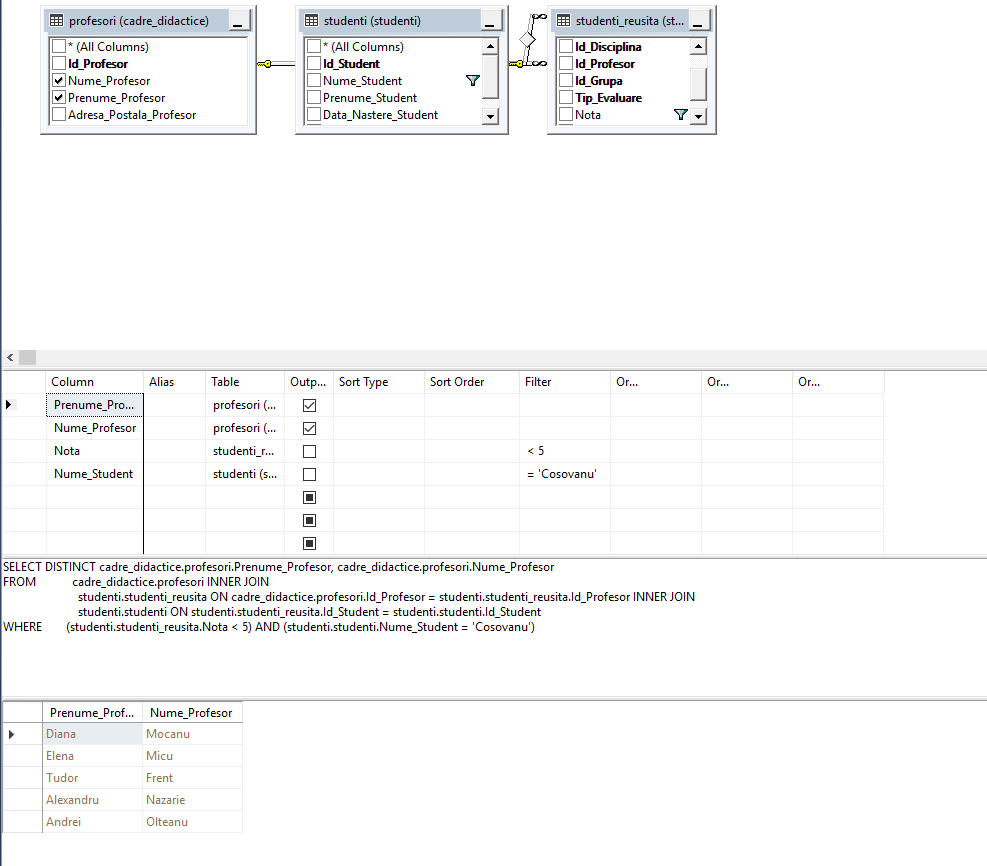 profesori (cadre_didactice)
* (All Columns)
Id_Profesor
Nume_Profesor
Prenume_Profesor
Adresa_Postala_Profesor
studenti (studenti)
* (All Columns)
Id_Student
Nume_Student
Prenume_Student
Data_Nastere_Student
studenti_reusita (st...
Id_Disciplina
Id_Profesor
Id_Grupa
Tip_Evaluare
Nota
Column Alias Table Outp... Sort Type Sort Order Filter Or... Or... Or...
Prenume_Pro... profesori (...
Nume_Profesor profesori (...
Nota studenti_r... < 5
Nume_Student studenti (s... = 'Cosovanu'
SELECT DISTINCT cadre_didactice.profesori.Prenume_Profesor, cadre_didactice.profesori.Nume_Profesor
FROM cadre_didactice.profesori INNER JOIN
studenti.studenti_reusita ON cadre_didactice.profesori.Id_Profesor = studenti.studenti_reusita.Id_Profesor INNER JOIN
studenti.studenti ON studenti.studenti_reusita.Id_Student = studenti.studenti.Id_Student
WHERE (studenti.studenti_reusita.Nota < 5) AND (studenti.studenti.Nume_Student = 'Cosovanu')
Prenume_Prof... Nume_Profesor
Diana Mocanu
Elena Micu
Tudor Frent
Alexandru Nazarie
Andrei Olteanu